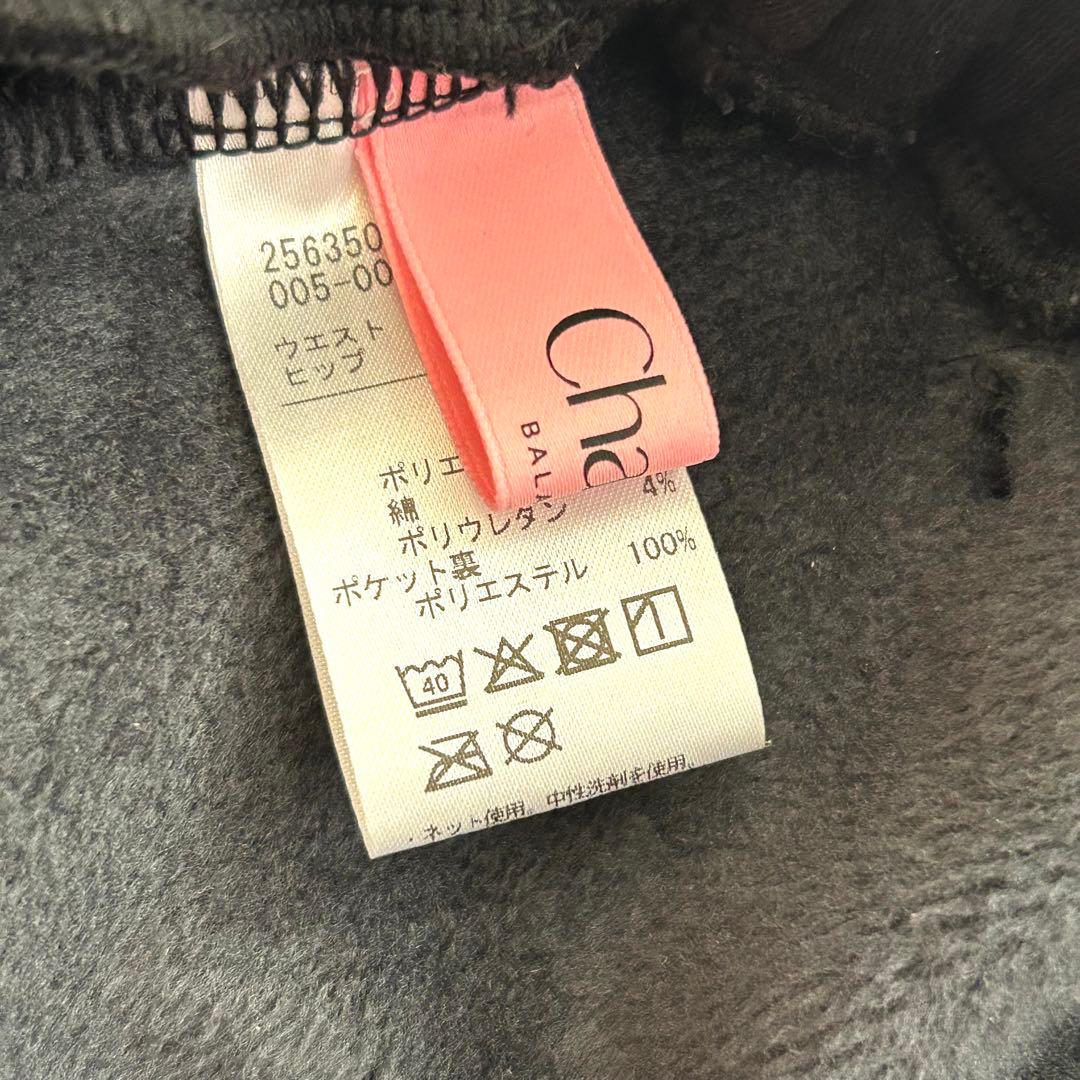 256350
005-00
ウエスト
ヒップ
ポリエ
綿
ポリウレタン 4%
ポケット裏
ポリエステル 100%
40
・ネット使用。中性洗剤を使用。
Cha
BALA